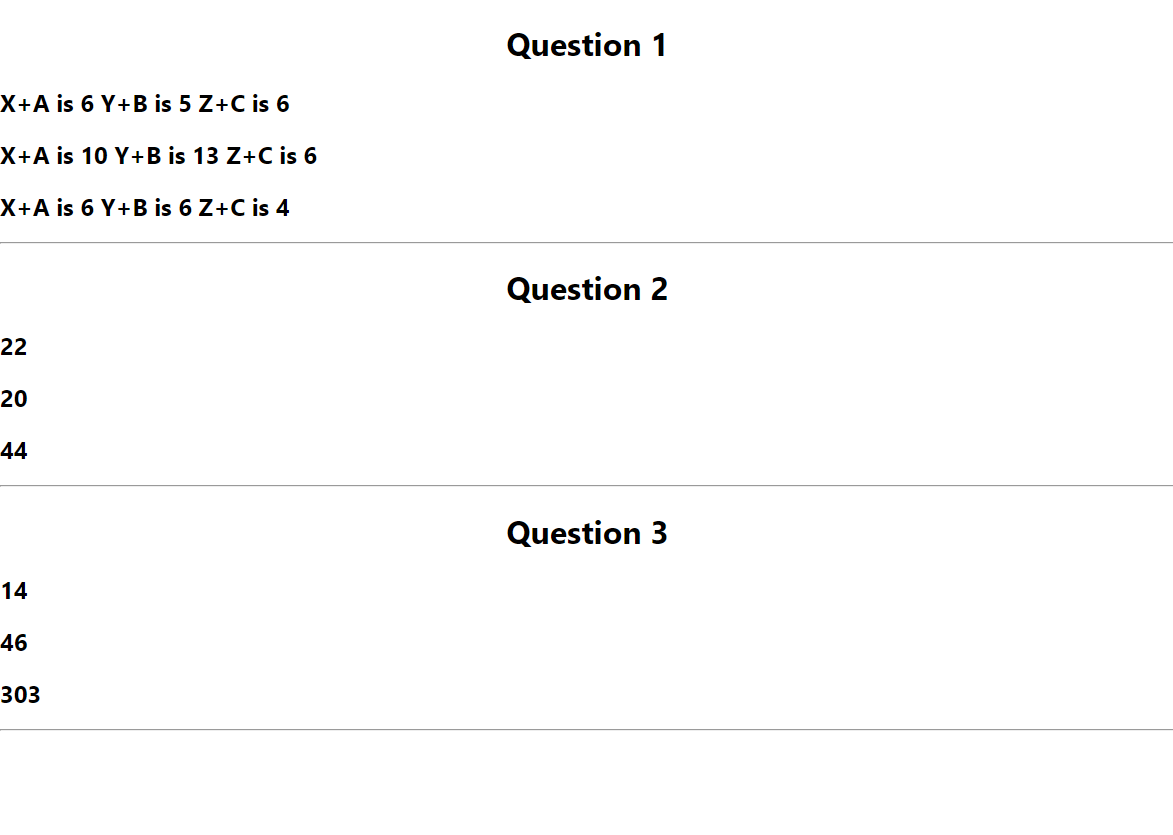 Question 1
X+A is 6 Y+B is 5 Z+C is 6
X+A is 10 Y+B is 13 Z+C is 6
X+A is 6 Y+B is 6 Z+C is 4
Question 2
22
20
44
Question 3
14
46
303